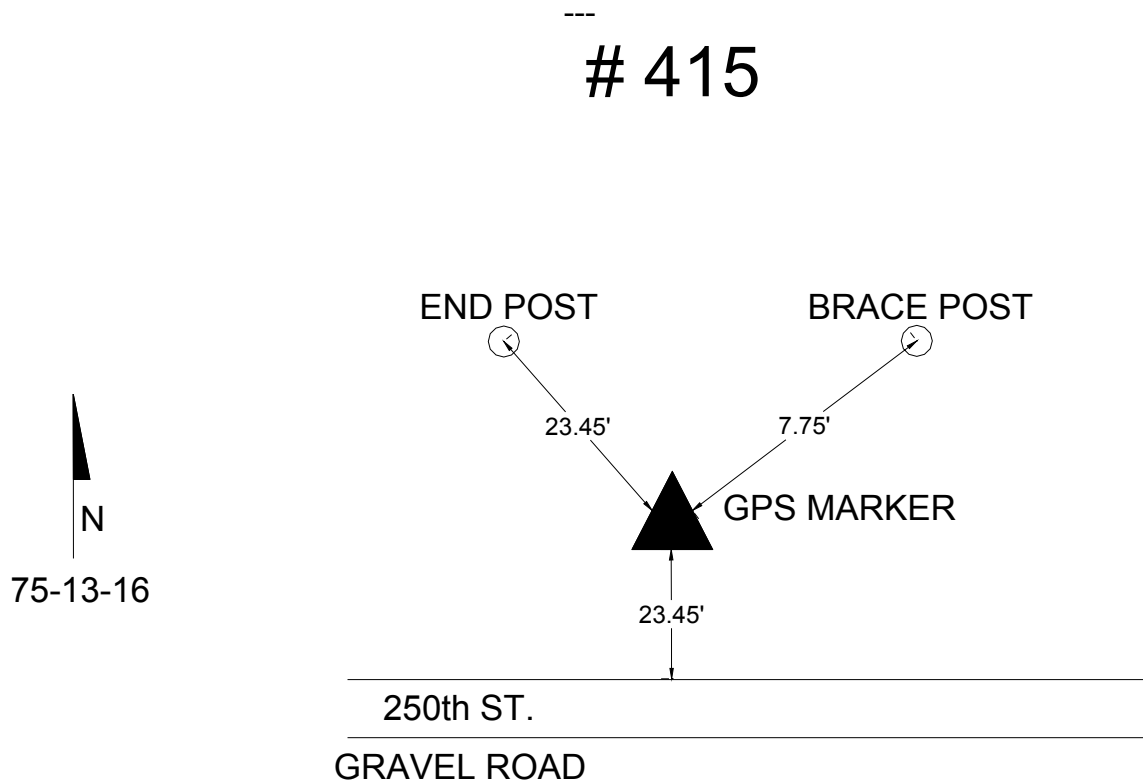 ---
# 415
END POST
BRACE POST
23.45'
7.75'
GPS MARKER
N
75-13-16
23.45'
250th ST.
GRAVEL ROAD